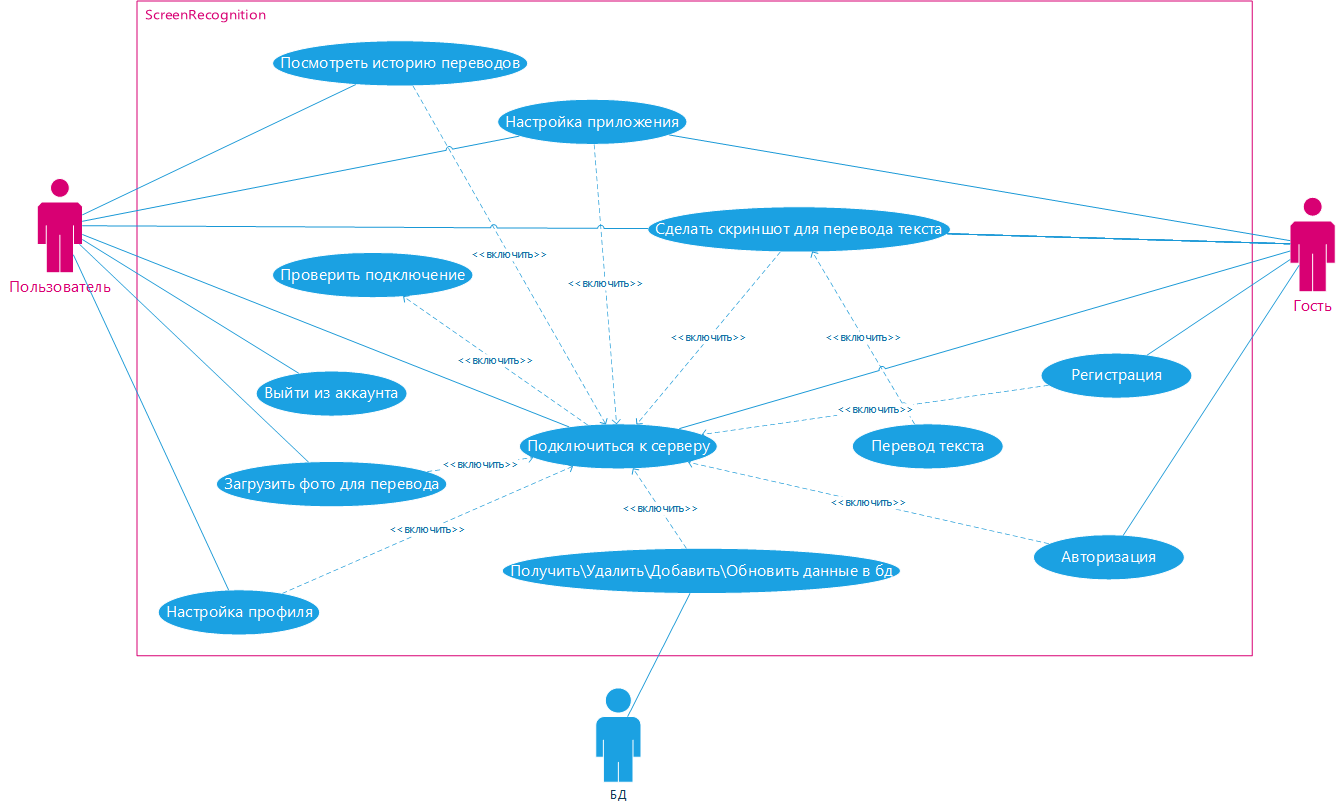 ScreenRecognition
Посмотреть историю переводов
Настройка приложения
Сделать скриншот для перевода текста
<<включить>>
Проверить подключение
<<включить>>
Пользователь
Гость
<<включить>>
<<включить>>
<<включить>>
Регистрация
Выйти из аккаунта
<<включить>>
Подключиться к серверу
Перевод текста
<<включить>>
Загрузить фото для перевода
<<включить>>
<<включить>>
<<включить>>
Авторизация
Получить\Удалить\Добавить\Обновить данные в бд
Настройка профиля
БД